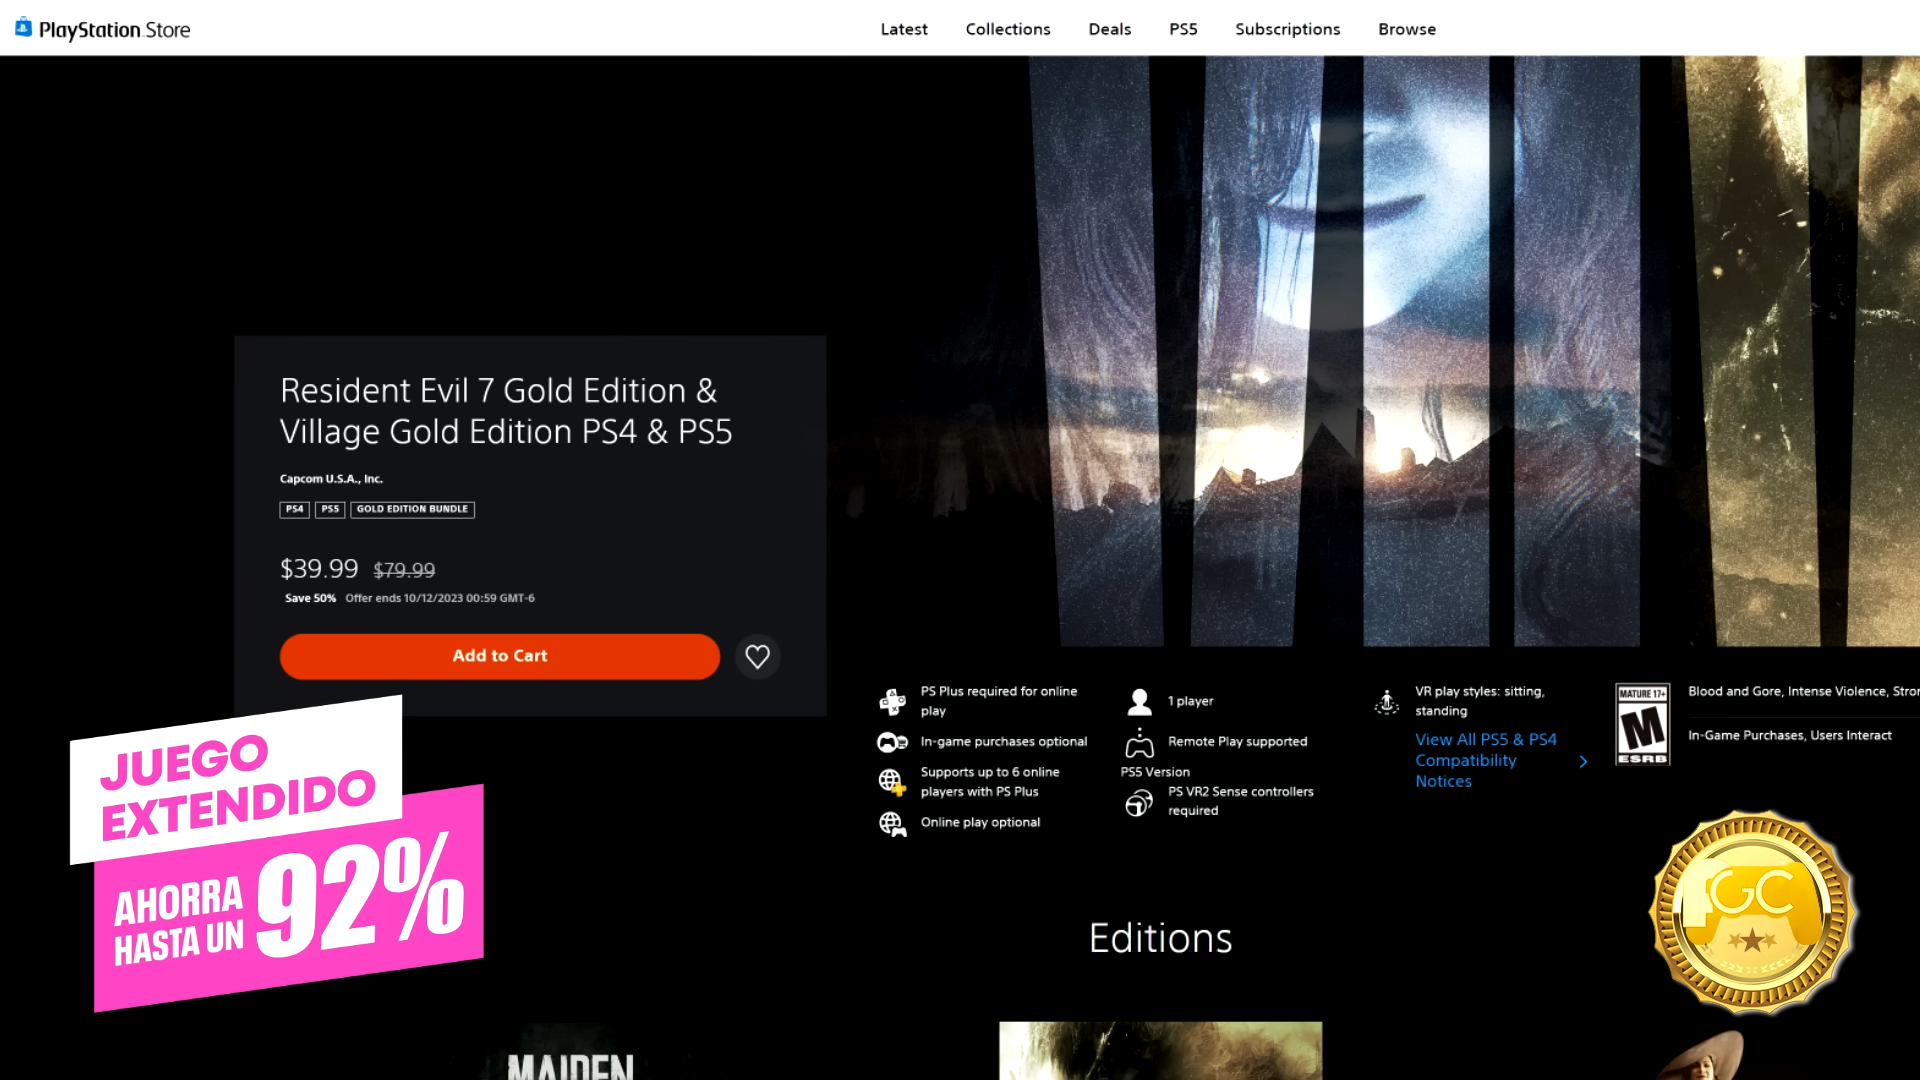 PlayStation Store
Latest
Collections
Deals
PS5
Subscriptions
Browse
Resident Evil 7 Gold Edition &
Village Gold Edition PS4 & PS5
Capcom U.S.A., Inc.
PS4
PS5
GOLD EDITION BUNDLE
$39.99 $79.99
Save 50% Offer ends 10/12/2023 00:59 GMT-6
Add to Cart
PS Plus required for online
play
In-game purchases optional
Supports up to 6 online
players with PS Plus
Online play optional
1 player
Remote Play supported
PS5 Version
PS VR2 Sense controllers
required
VR play styles: sitting,
standing
View All PS5 & PS4
Compatibility
Notices
MATURE 17+
M
ESRB
Blood and Gore, Intense Violence,
In-Game Purchases, Users Interact
JUEGO
EXTENDIDO
AHORRA
HASTA UN
92%
Editions
GC
MAIDEN